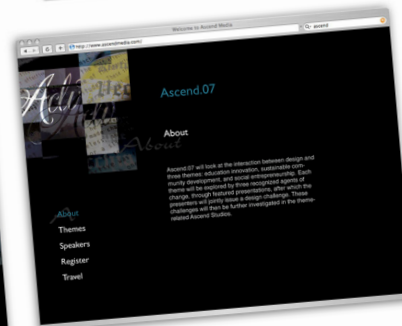 Welcome to Ascend Media
http://www.ascendmedia.com/
ascend
Ascend.07
About
About
Ascend.07 will look at the interaction between design and
three themes: education innovation, sustainable com-
munity development, and social entrepreneurship. Each
theme will be explored by three recognized agents of
change, through featured presentations, after which the
presenters will jointly issue a design challenge. These
challenges will then be further investigated in the theme-
related Ascend Studios.
About
Themes
Speakers
Register
Travel